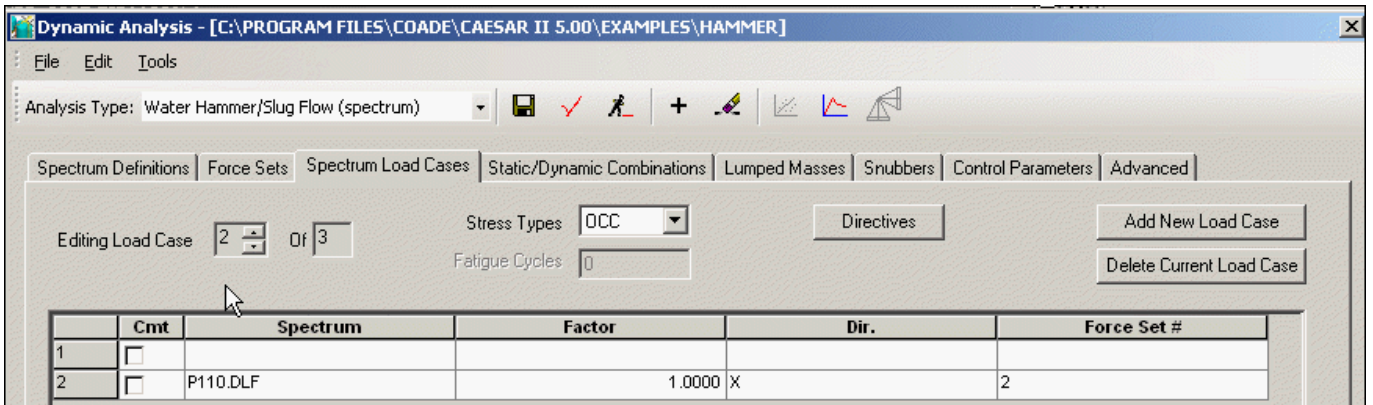 Dynamic Analysis - [C:\PROGRAM FILES\COADE\CAESAR II 5.00\EXAMPLES\HAMMER]
File Edit Tools
Analysis Type: Water Hammer/Slug Flow (spectrum)
Spectrum Definitions Force Sets Spectrum Load Cases Static/Dynamic Combinations Lumped Masses Snubbers Control Parameters Advanced
Editing Load Case 2 Of 3 Stress Types OCC Directives Add New Load Case
Fatigue Cycles 0 Delete Current Load Case
Cmt Spectrum Factor Dir. Force Set #
1
2 P110.DLF 1.0000 X 2